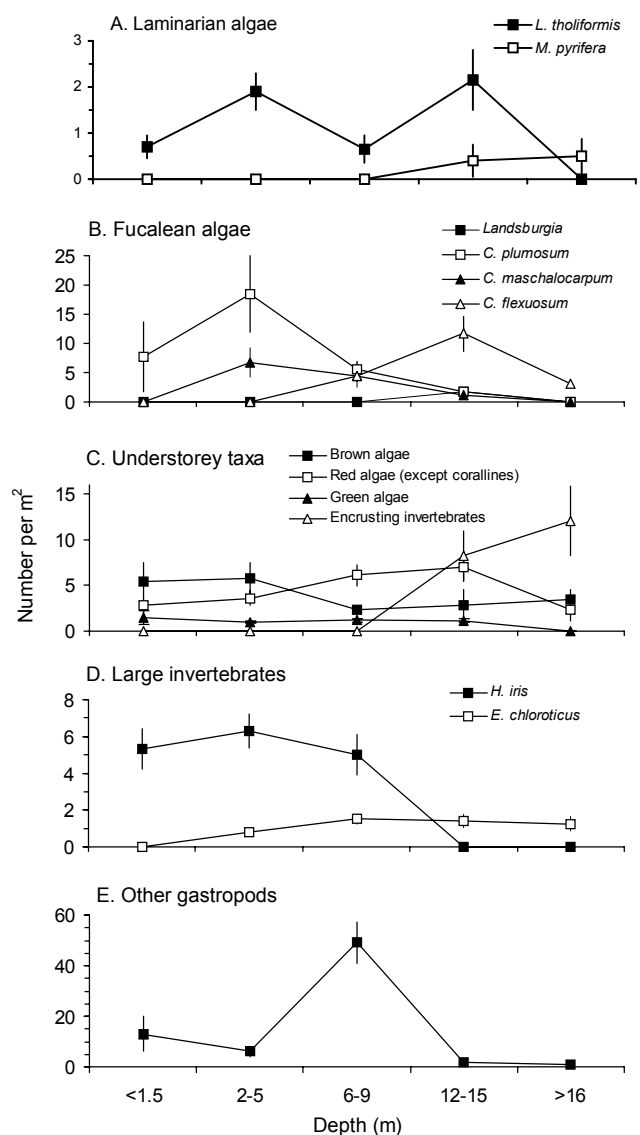 A. Laminarian algae
L. tholiformis
M. pyrifera
3
2
1
0
B. Fucalean algae
Landsburgia
C. plumosum
C. maschalocarpum
C. flexuosum
25
20
15
10
5
0
C. Understorey taxa
Brown algae
Red algae (except corallines)
Green algae
Encrusting invertebrates
15
10
5
0
Number per m²
D. Large invertebrates
H. iris
E. chloroticus
8
6
4
2
0
E. Other gastropods
60
40
20
0
<1.5 2-5 6-9 12-15 >16
Depth (m)